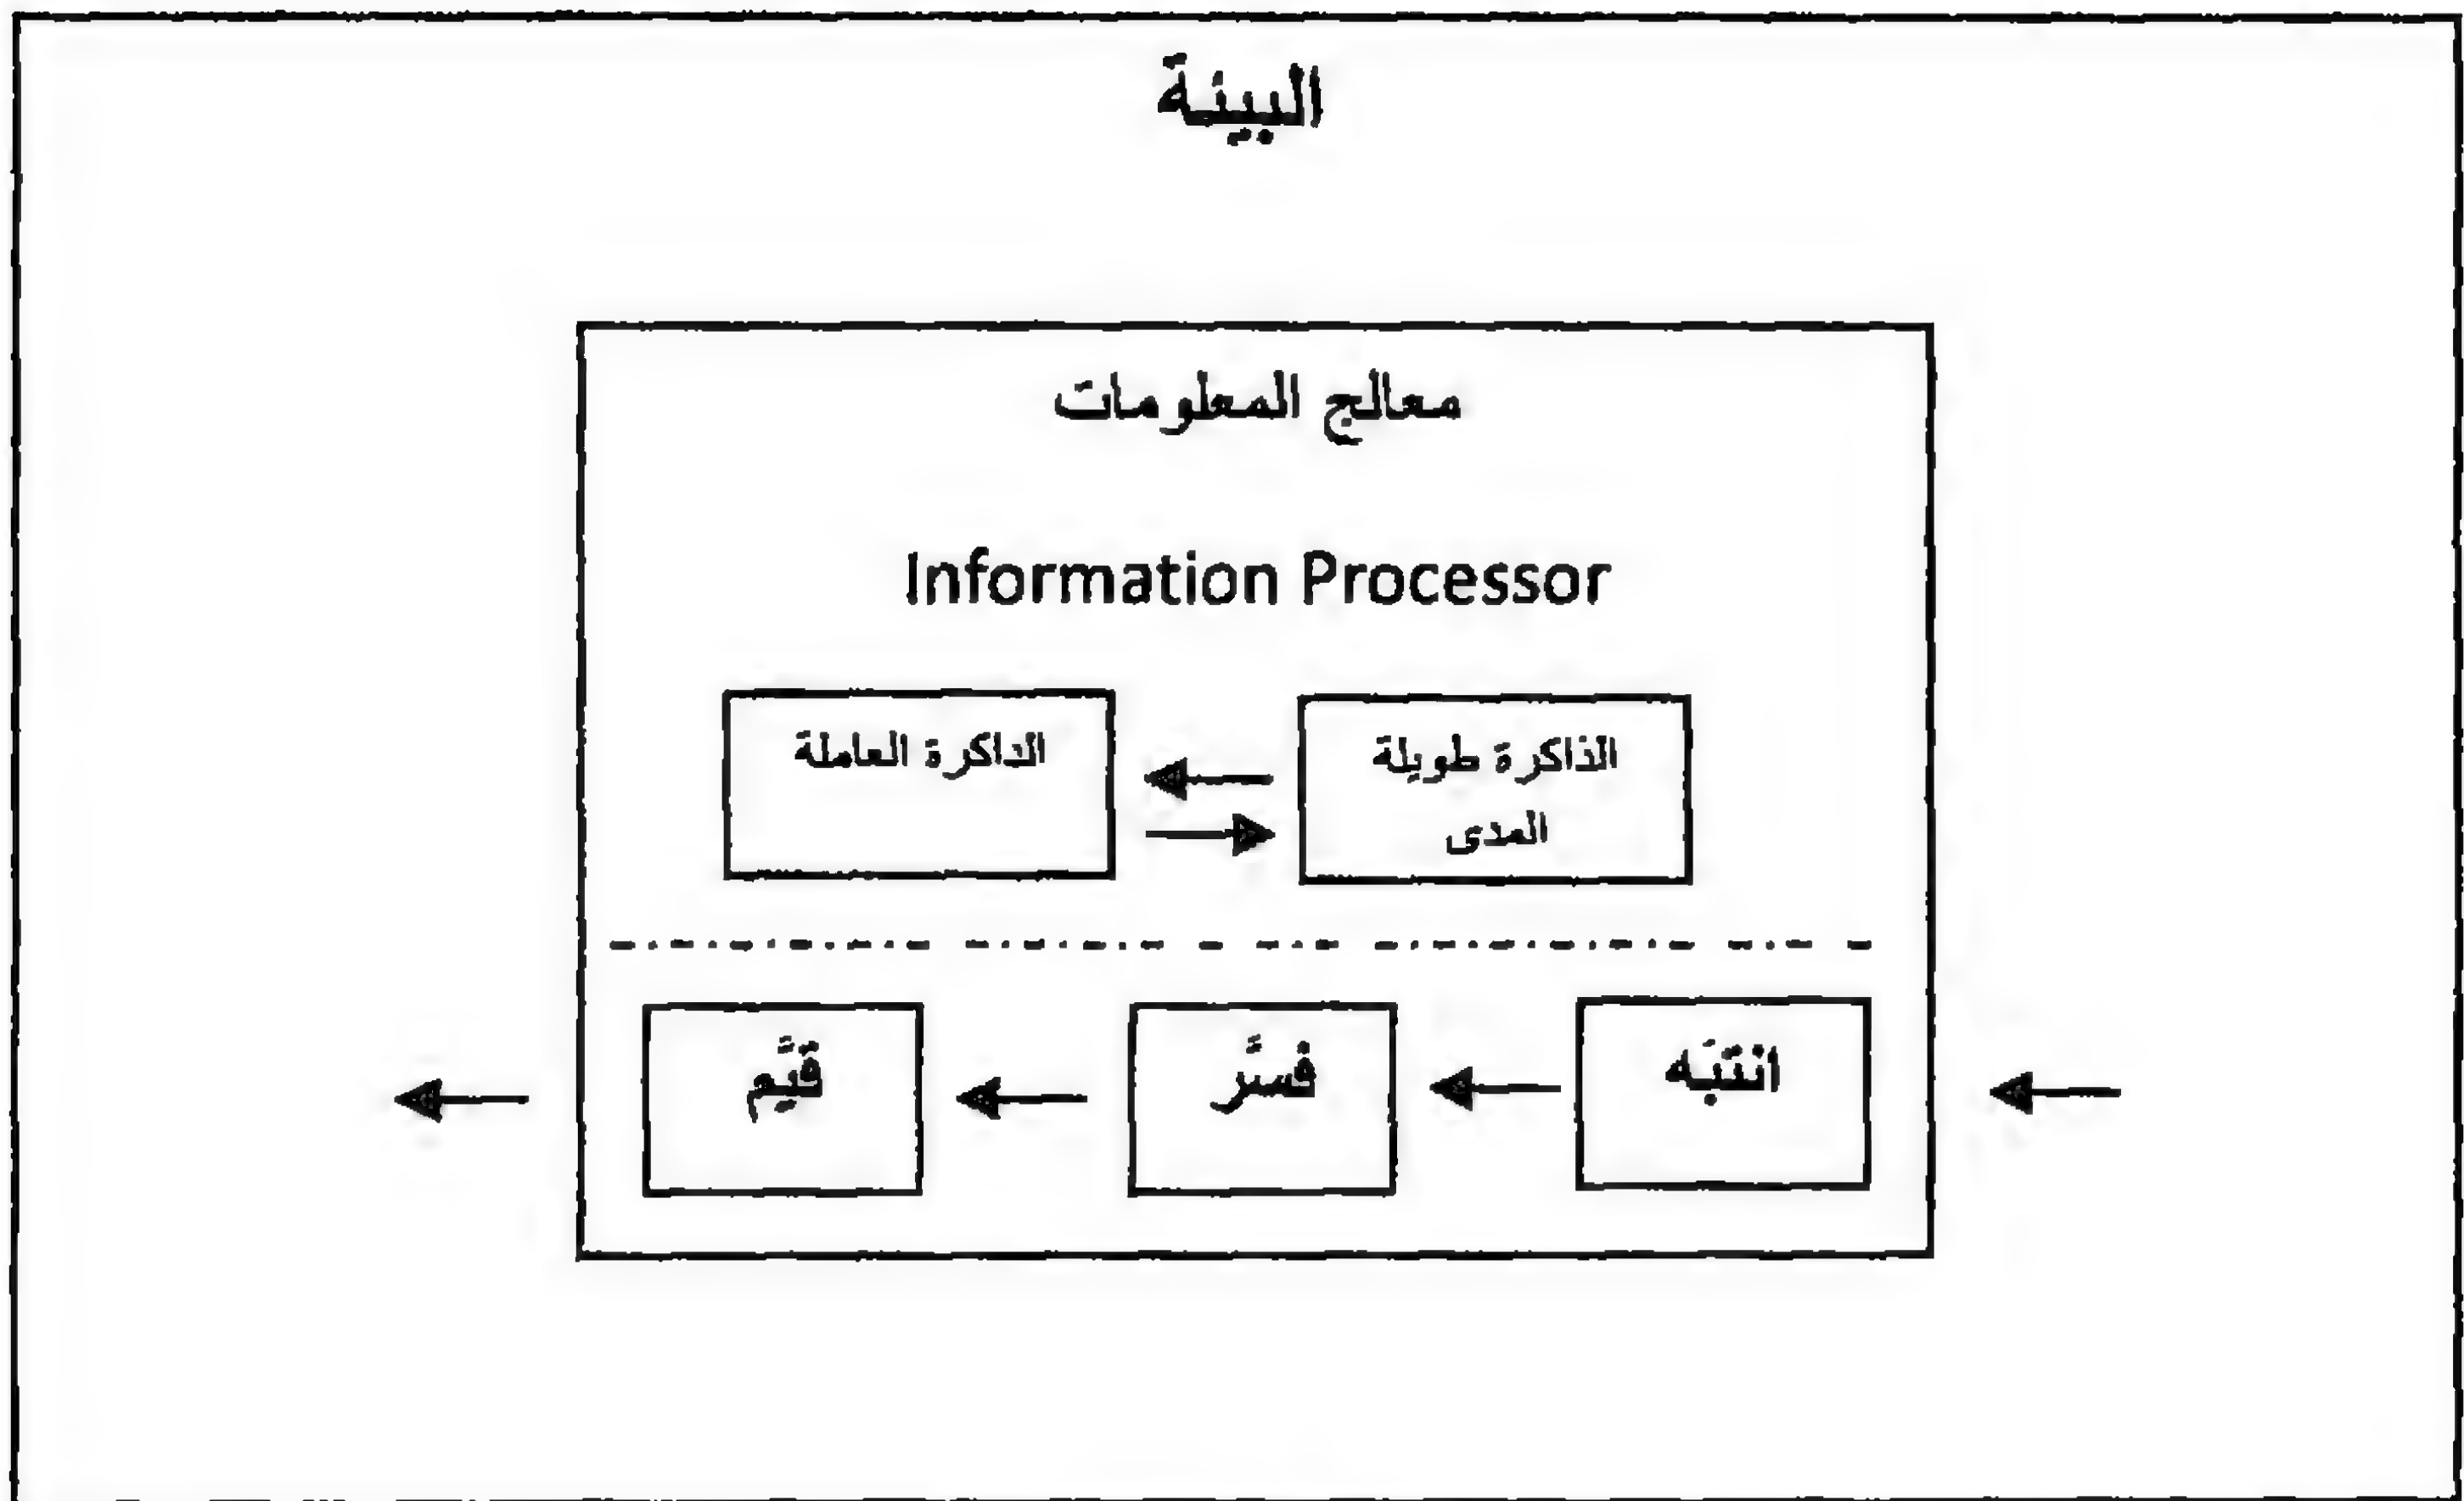 البيئة
معالج المعلومات
Information Processor
الذاكرة طويلة
المدى
الذاكرة العاملة
انتبَه
فسَّر
قيَّم